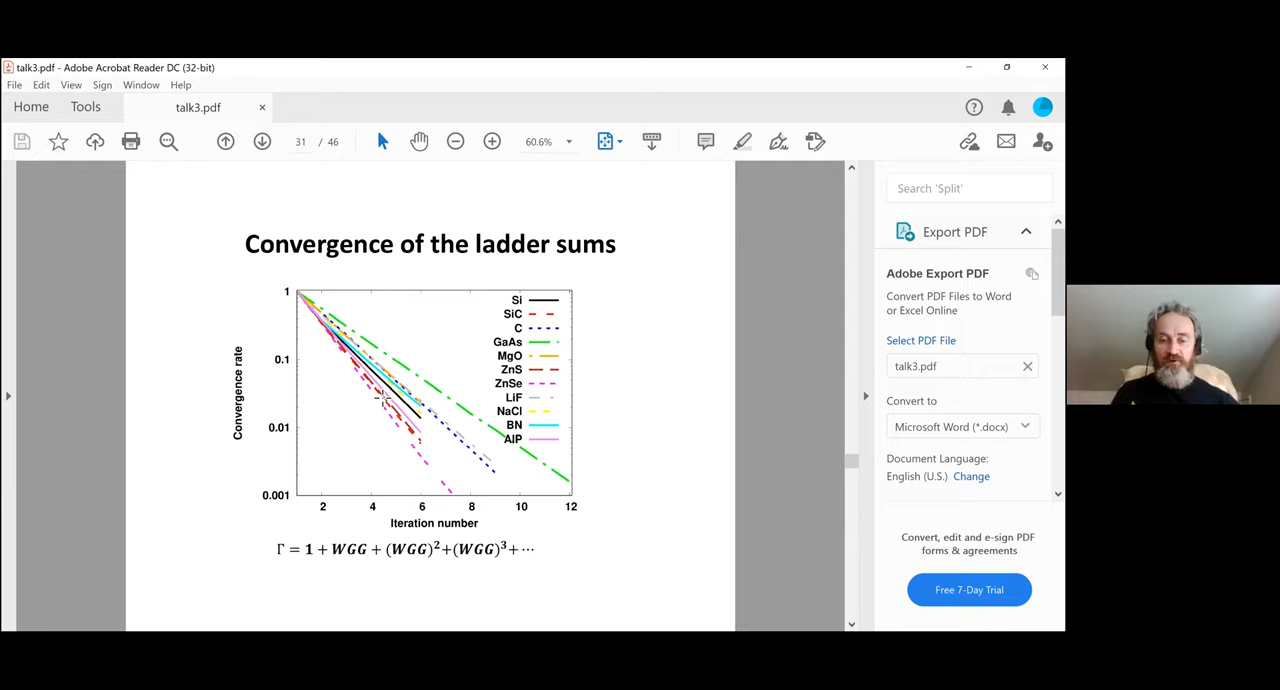 talk3.pdf - Adobe Acrobat Reader DC (32-bit)
File Edit View Sign Window Help
Home Tools talk3.pdf
31 / 46 60.6%
Search 'Split'
Export PDF
Adobe Export PDF
Convert PDF Files to Word
or Excel Online
Select PDF File
talk3.pdf
Convert to
Microsoft Word (*.docx)
Document Language:
English (U.S.) Change
Convert, edit and e-sign PDF
forms & agreements
Free 7-Day Trial
Convergence of the ladder sums
Convergence rate
1
0.1
0.01
0.001
Si
SiC
C
GaAs
MgO
ZnS
ZnSe
LiF
NaCl
BN
AlP
2 4 6 8 10 12
Iteration number
Γ = 1 + WGG + (WGG)²+(WGG)³+ ⋯